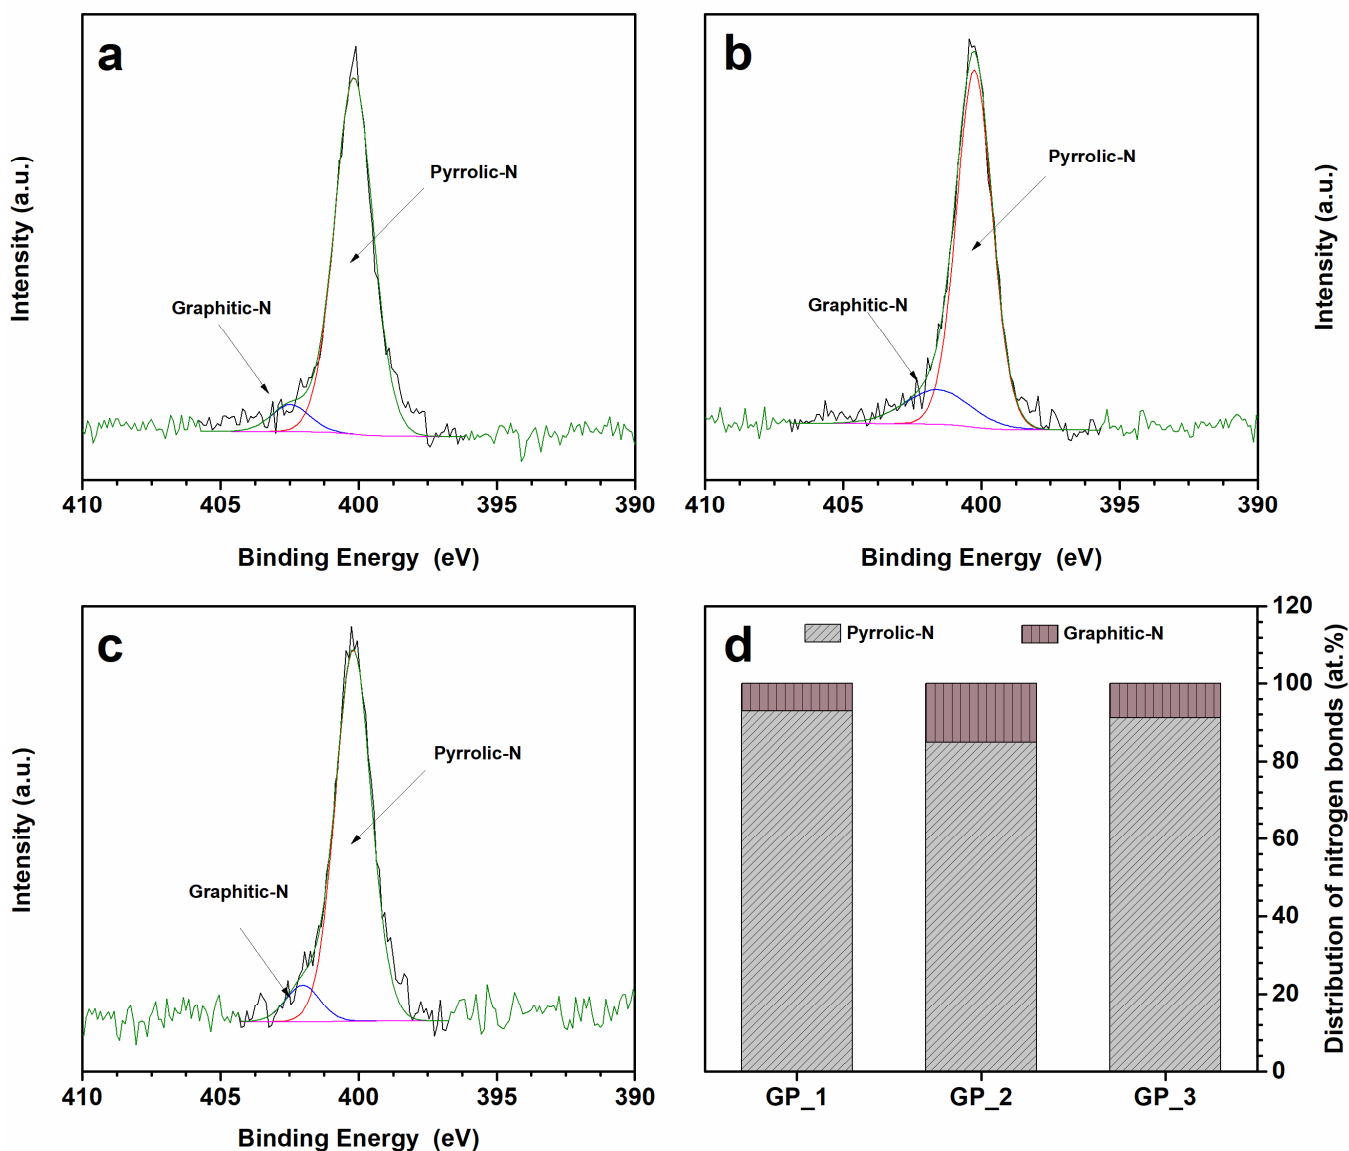 a
Intensity (a.u.)
Pyrrolic-N
Graphitic-N
410 405 400 395 390
Binding Energy (eV)
b
Intensity (a.u.)
Pyrrolic-N
Graphitic-N
410 405 400 395 390
Binding Energy (eV)
c
Intensity (a.u.)
Pyrrolic-N
Graphitic-N
410 405 400 395 390
Binding Energy (eV)
d
Pyrrolic-N Graphitic-N
120
100
80
60
40
20
0
Distribution of nitrogen bonds (at.%)
GP_1 GP_2 GP_3